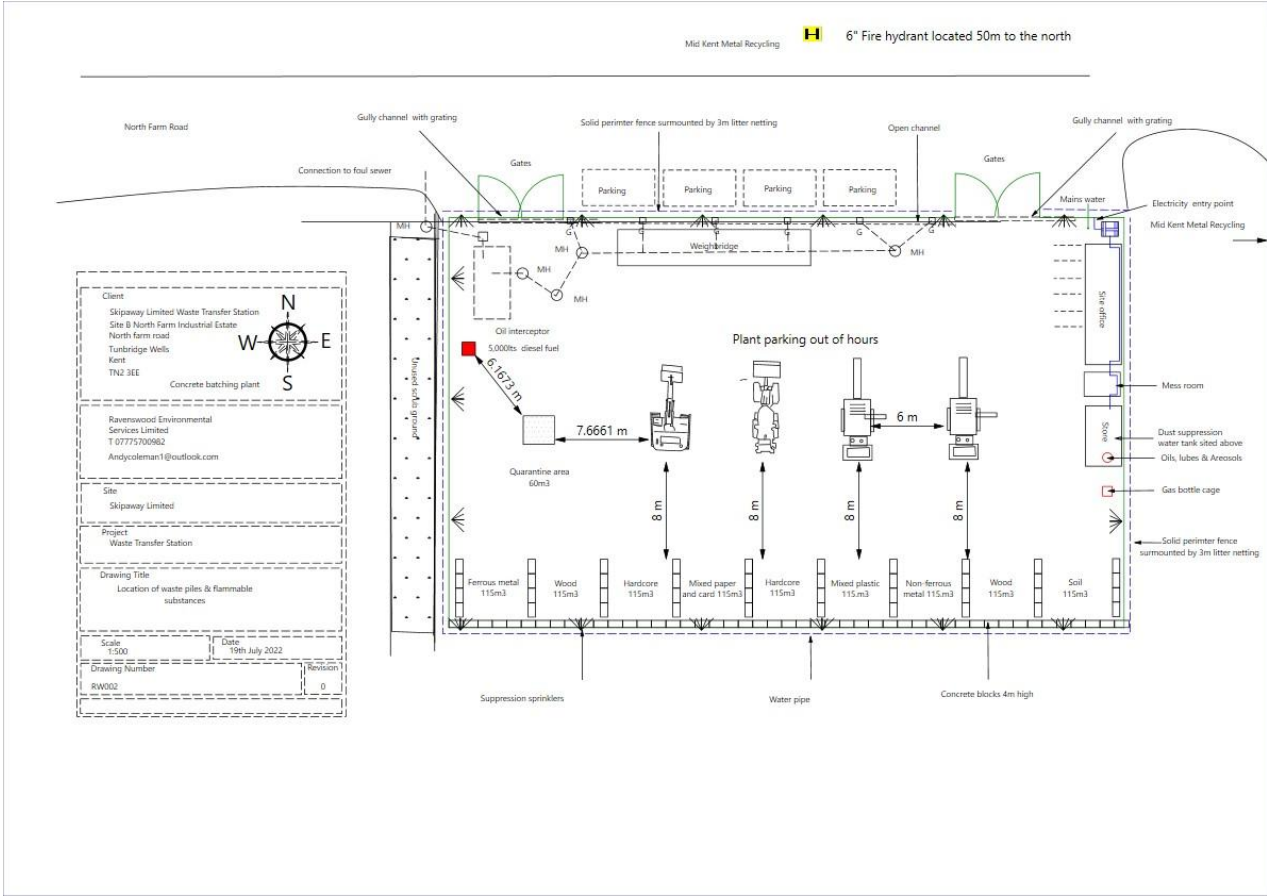 Mid Kent Metal Recycling
H
6" Fire hydrant located 50m to the north
North Farm Road
Gully channel with grating
Solid perimter fence surmounted by 3m litter netting
Open channel
Gully channel with grating
Connection to foul sewer
Gates
Gates
Parking
Parking
Parking
Parking
Mains water
Electricity entry point
Mid Kent Metal Recycling
MH
G
G
G
G
G
G
Weighbridge
MH
MH
MH
MH
Site office
Oil interceptor
5,000lts diesel fuel
6.1673 m
Plant parking out of hours
7.6661 m
6 m
Quarantine area
60m3
Unused scrub ground
8 m
8 m
8 m
8 m
Mess room
Store
Dust suppression
water tank sited above
Oils, lubes & Areosols
Gas bottle cage
Solid perimter fence
surmounted by 3m litter netting
Ferrous metal
115m3
Wood
115m3
Hardcore
115m3
Mixed paper
and card 115m3
Hardcore
115m3
Mixed plastic
115.m3
Non-ferrous
metal 115.m3
Wood
115m3
Soil
115m3
Suppression sprinklers
Water pipe
Concrete blocks 4m high
Client
Skipaway Limited Waste Transfer Station
Site B North Farm Industrial Estate
North farm road
Tunbridge Wells
Kent
TN2 3EE
Concrete batching plant
N
W
E
S
Ravenswood Environmental
Services Limited
T 07775700982
Andycoleman1@outlook.com
Site
Skipaway Limited
Project
Waste Transfer Station
Drawing Title
Location of waste piles & flammable
substances
Scale
1:500
Date
19th July 2022
Drawing Number
RW002
Revision
0